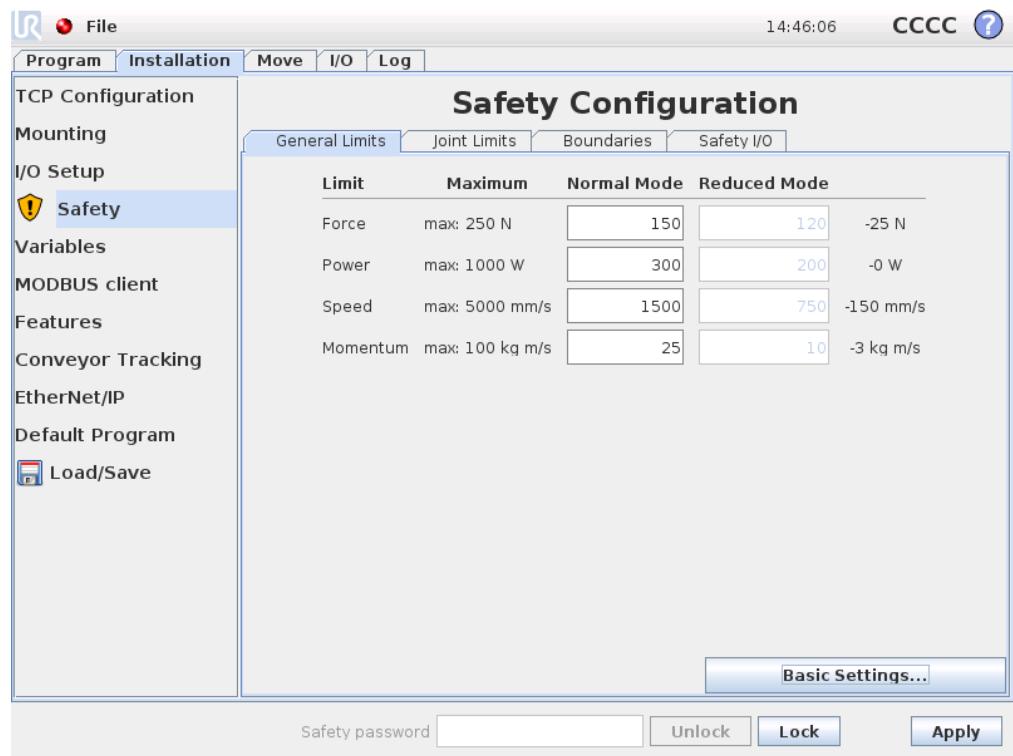 UR File 14:46:06 CCCC ?
Program Installation Move I/O Log
TCP Configuration
Mounting
I/O Setup
Safety
Variables
MODBUS client
Features
Conveyor Tracking
EtherNet/IP
Default Program
Load/Save
Safety Configuration
General Limits Joint Limits Boundaries Safety I/O
Limit Maximum Normal Mode Reduced Mode
Force max: 250 N 150 120 -25 N
Power max: 1000 W 300 200 -0 W
Speed max: 5000 mm/s 1500 750 -150 mm/s
Momentum max: 100 kg m/s 25 10 -3 kg m/s
Basic Settings...
Safety password Unlock Lock Apply